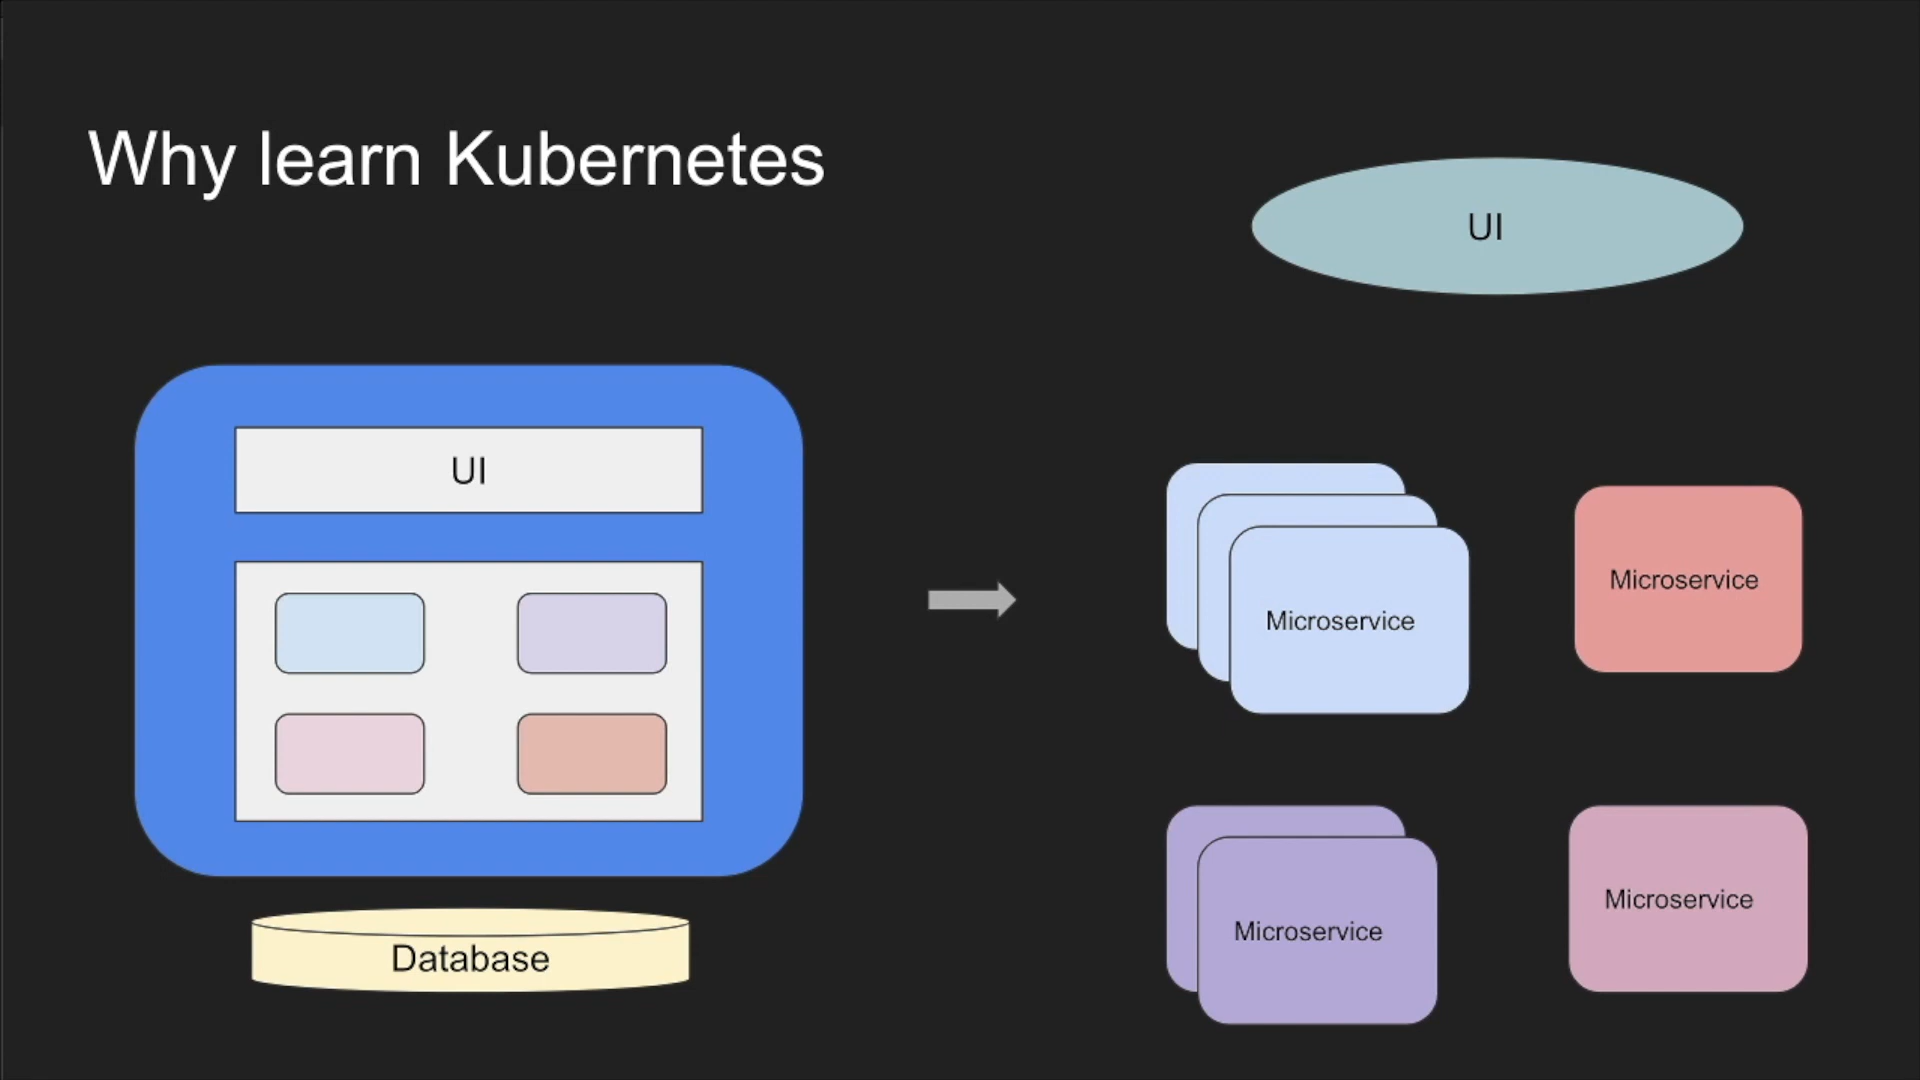 Why learn Kubernetes
UI
UI
Microservice
Microservice
Microservice
Microservice
Database